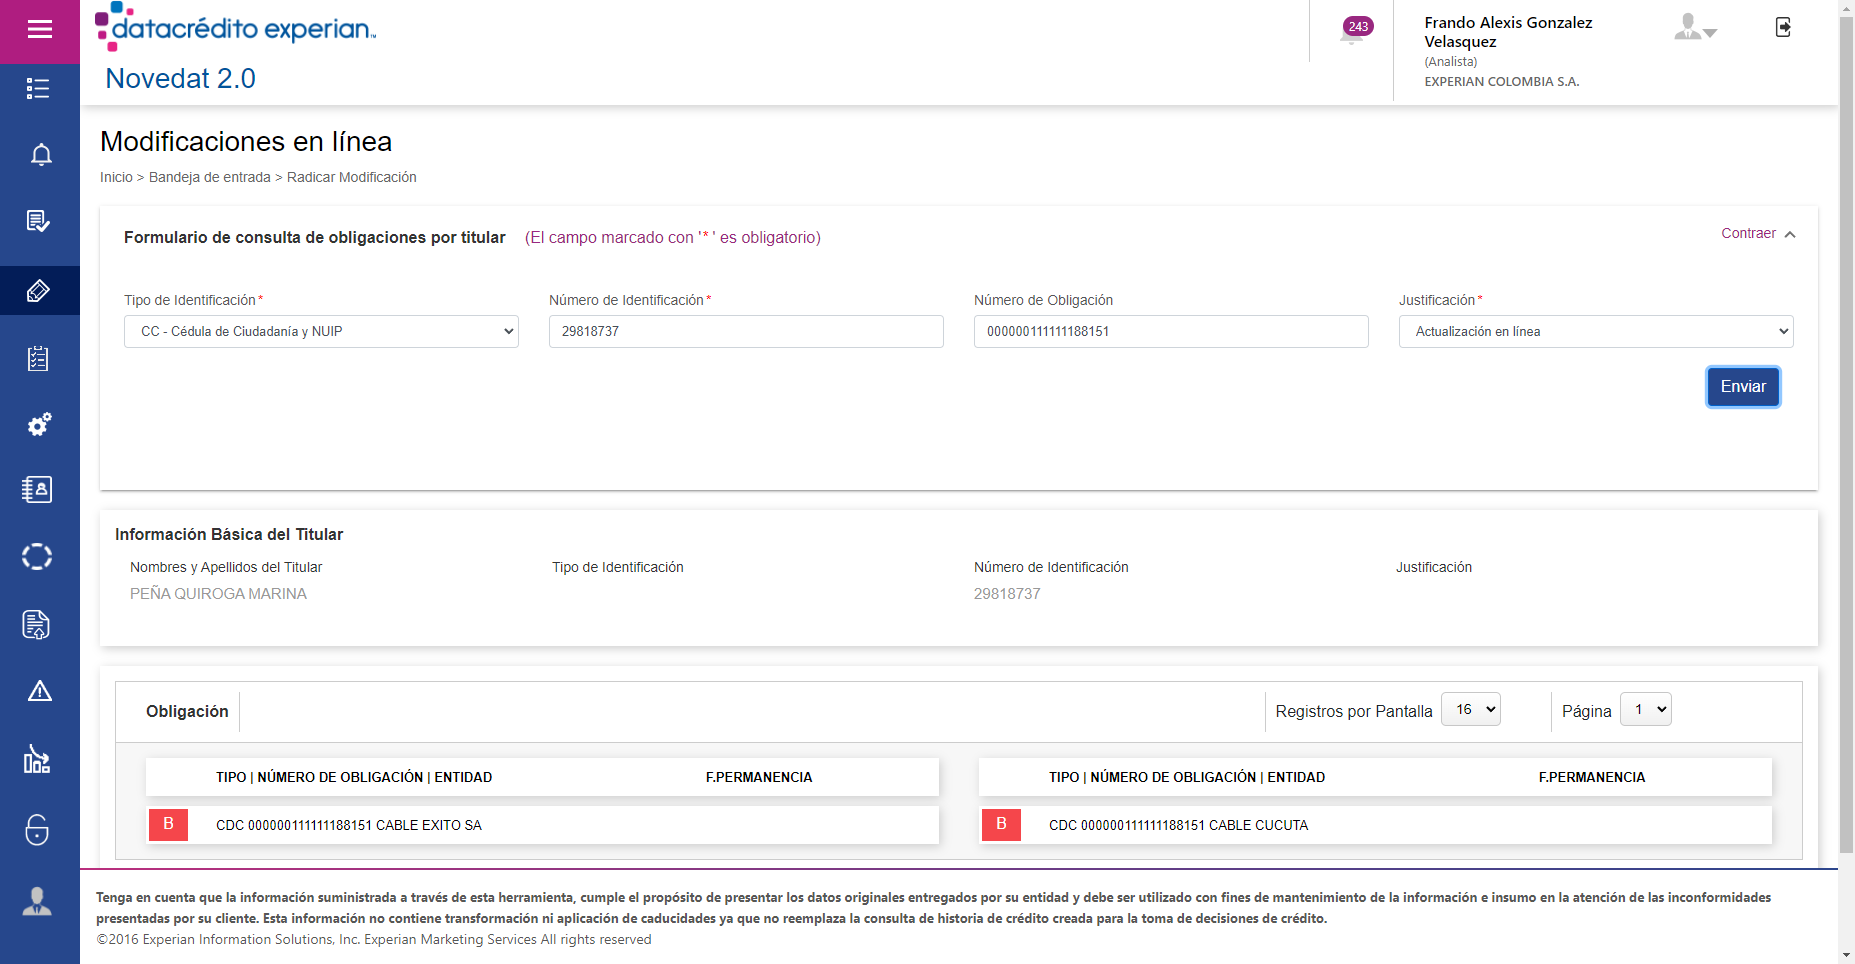 datacrédito experian™
Novedat 2.0
243
Frando Alexis Gonzalez
Velasquez
(Analista)
EXPERIAN COLOMBIA S.A.
Modificaciones en línea
Inicio > Bandeja de entrada > Radicar Modificación
Formulario de consulta de obligaciones por titular (El campo marcado con '*' es obligatorio)
Contraer
Tipo de Identificación* Número de Identificación* Número de Obligación Justificación*
CC - Cédula de Ciudadanía y NUIP 29818737 000000111111188151 Actualización en línea
Enviar
Información Básica del Titular
Nombres y Apellidos del Titular Tipo de Identificación Número de Identificación Justificación
PEÑA QUIROGA MARINA 29818737
Obligación Registros por Pantalla 16 Página 1
TIPO | NÚMERO DE OBLIGACIÓN | ENTIDAD F.PERMANENCIA TIPO | NÚMERO DE OBLIGACIÓN | ENTIDAD F.PERMANENCIA
B CDC 000000111111188151 CABLE EXITO SA B CDC 000000111111188151 CABLE CUCUTA
Tenga en cuenta que la información suministrada a través de esta herramienta, cumple el propósito de presentar los datos originales entregados por su entidad y debe ser utilizado con fines de mantenimiento de la información e insumo en la atención de las inconformidades
presentadas por su cliente. Esta información no contiene transformación ni aplicación de caducidades ya que no reemplaza la consulta de historia de crédito creada para la toma de decisiones de crédito.
©2016 Experian Information Solutions, Inc. Experian Marketing Services All rights reserved